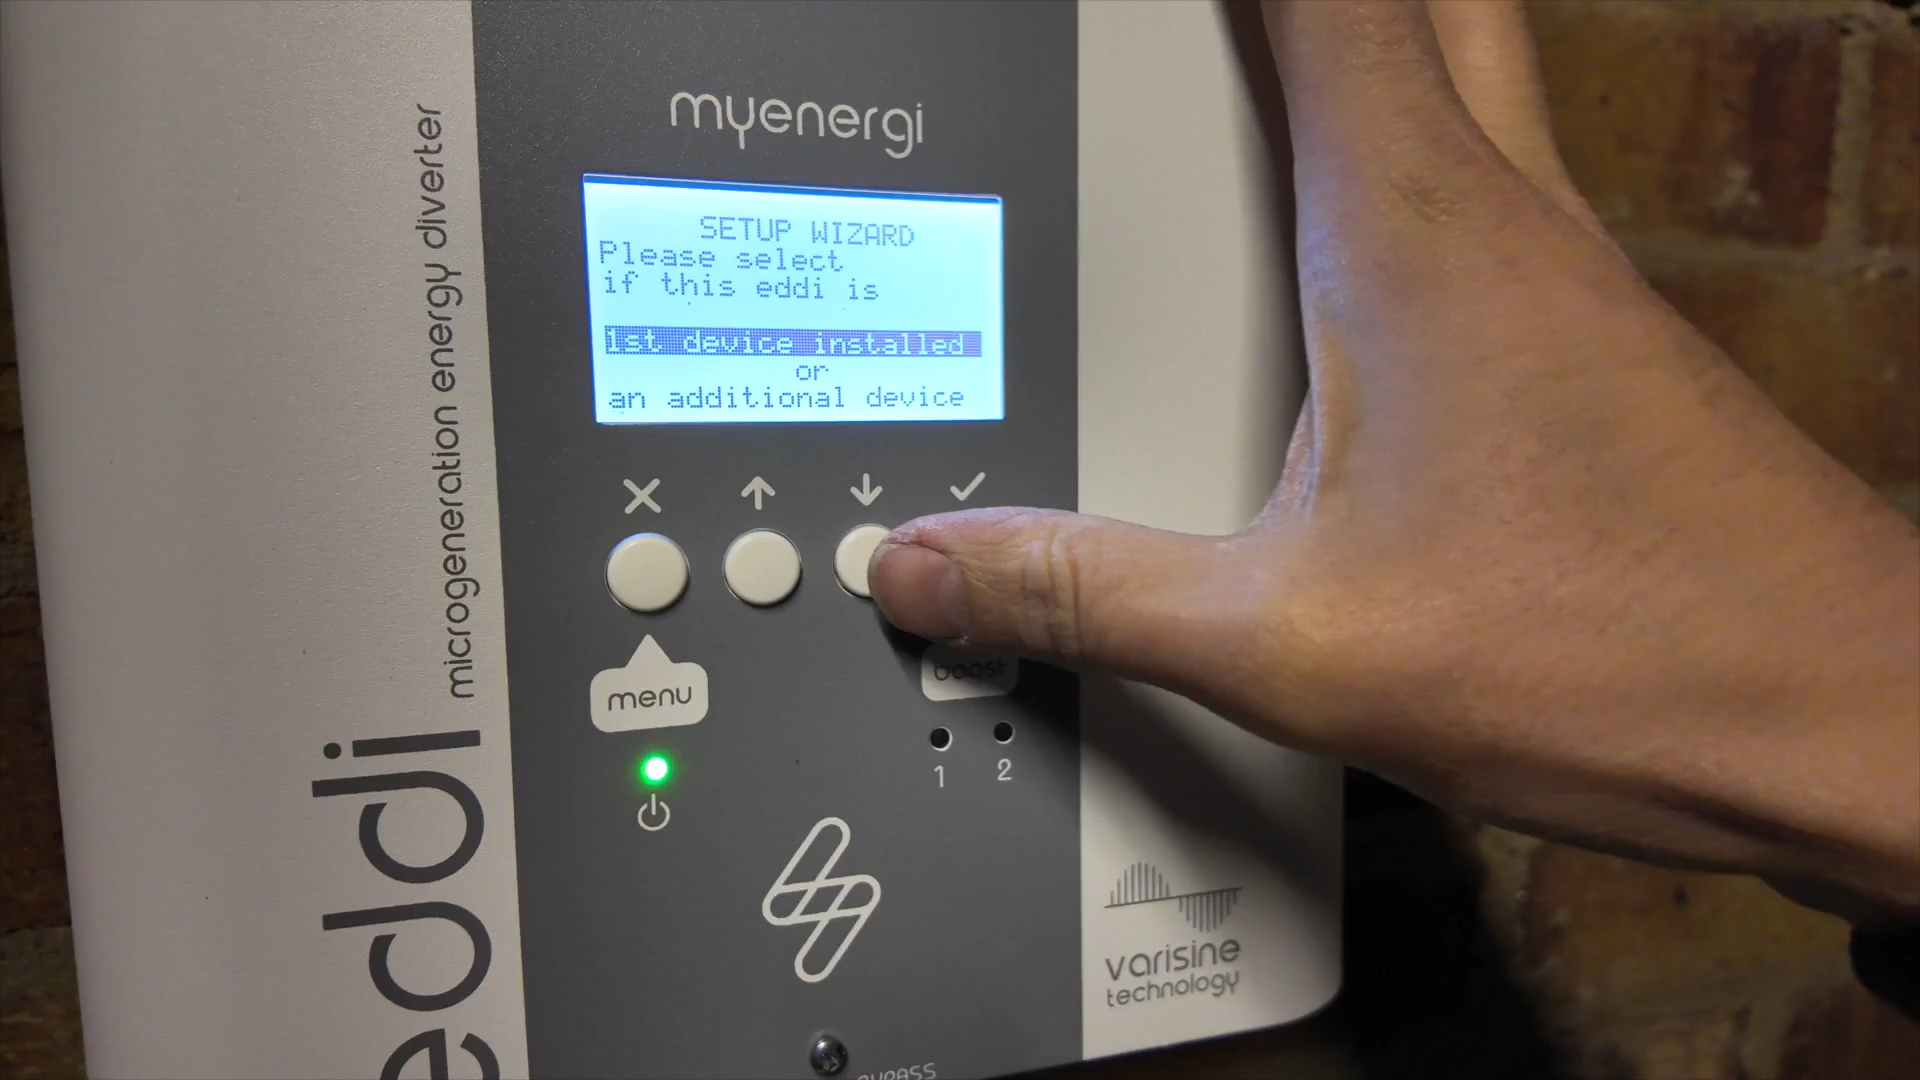 myenergi
SETUP WIZARD
Please select
if this eddi is
1st device installed
or
an additional device
menu
boost
1
2
eddi
microgeneration energy diverter
varisine
technology
BYPASS